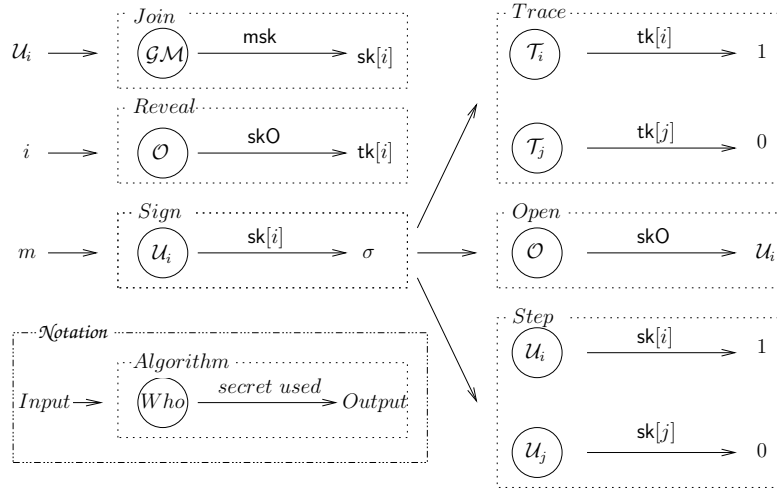 Join
𝒰_i 𝒢ℳ msk sk[i]
Reveal
i 𝒪 skO tk[i]
Sign
m 𝒰_i sk[i] σ
Trace
𝒯_i tk[i] 1
𝒯_j tk[j] 0
Open
𝒪 skO 𝒰_i
Step
𝒰_i sk[i] 1
𝒰_j sk[j] 0
Notation
Algorithm
Input Who secret used Output